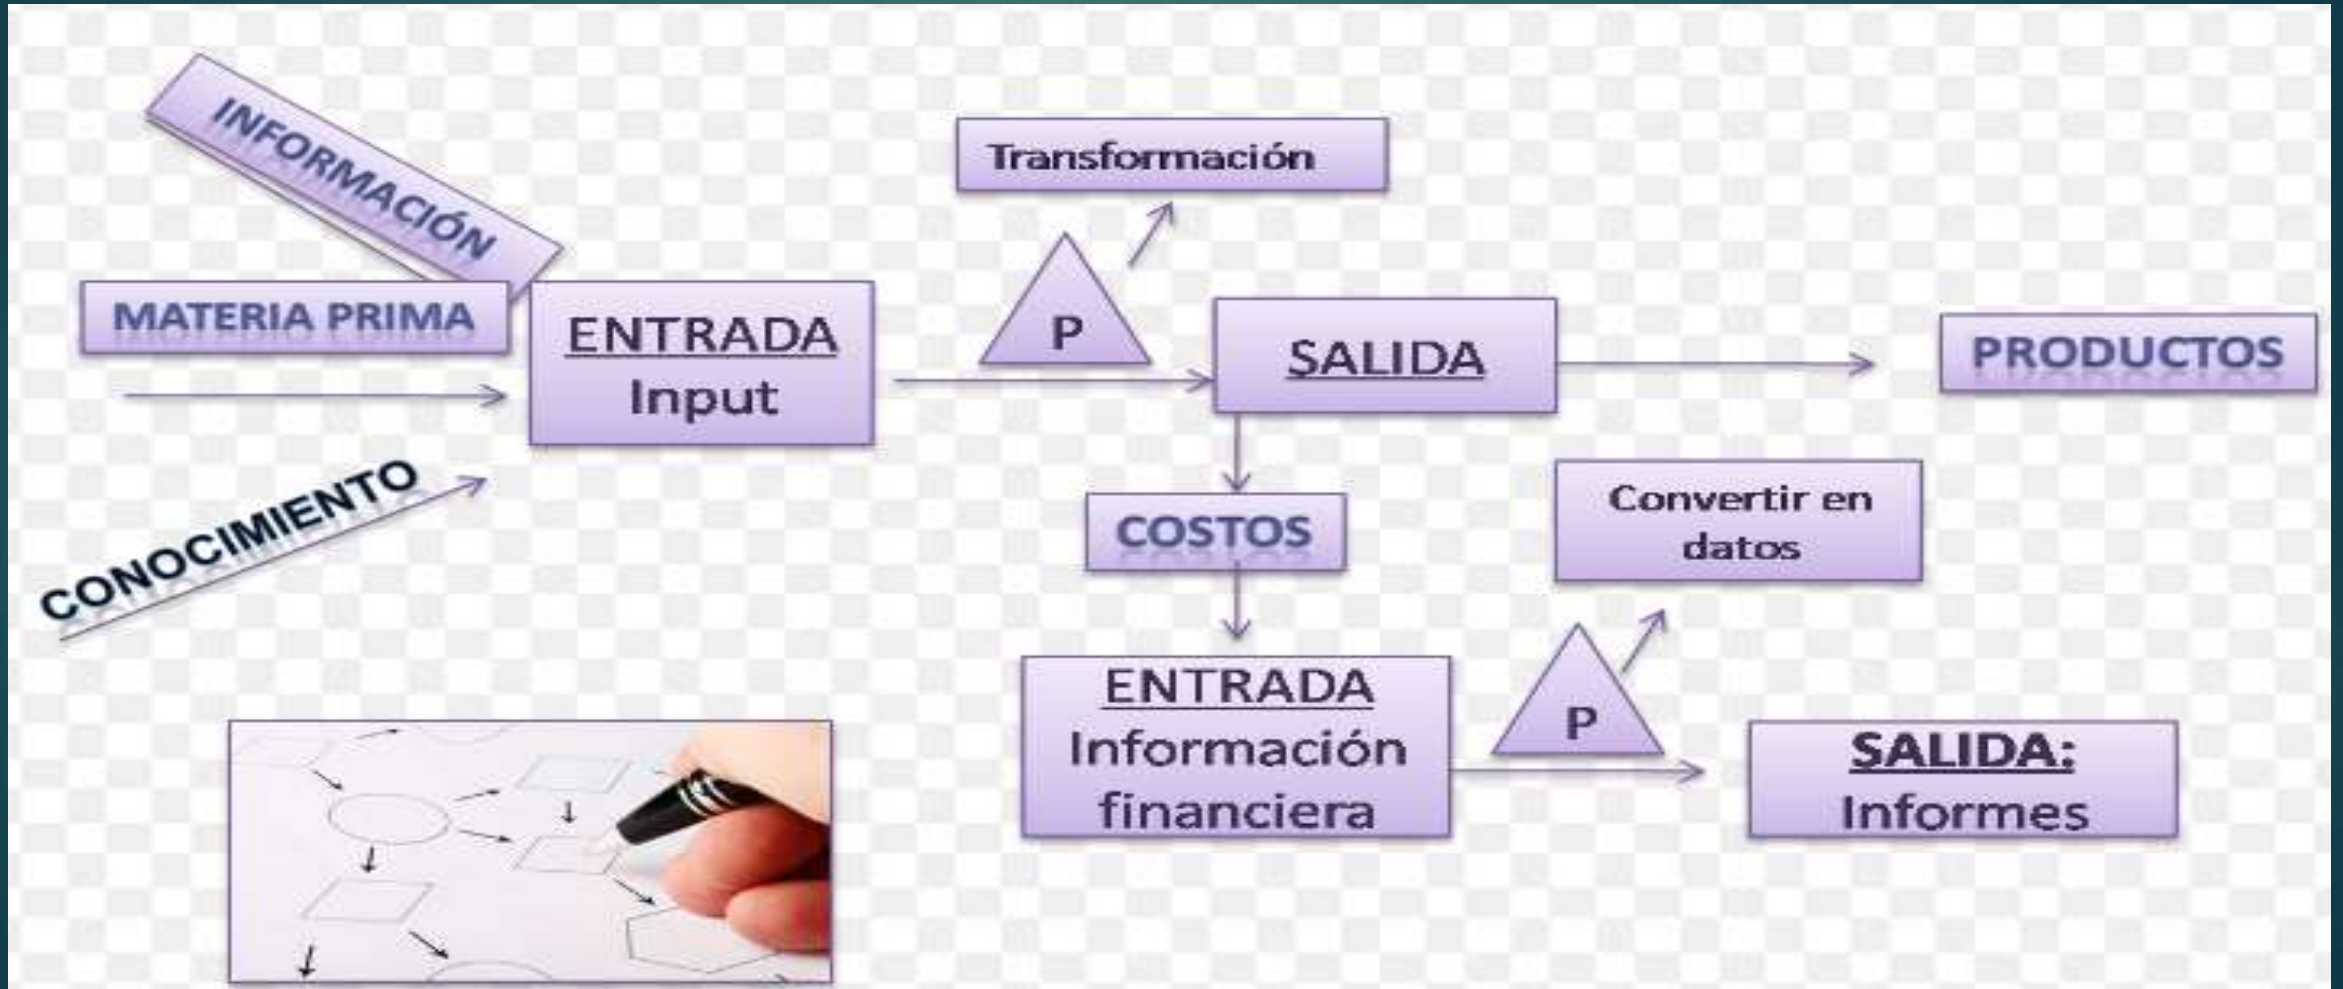 INFORMACIÓN
Transformación
MATERIA PRIMA
ENTRADA
Input
P
SALIDA
PRODUCTOS
CONOCIMIENTO
COSTOS
Convertir en
datos
ENTRADA
Información
financiera
P
SALIDA:
Informes